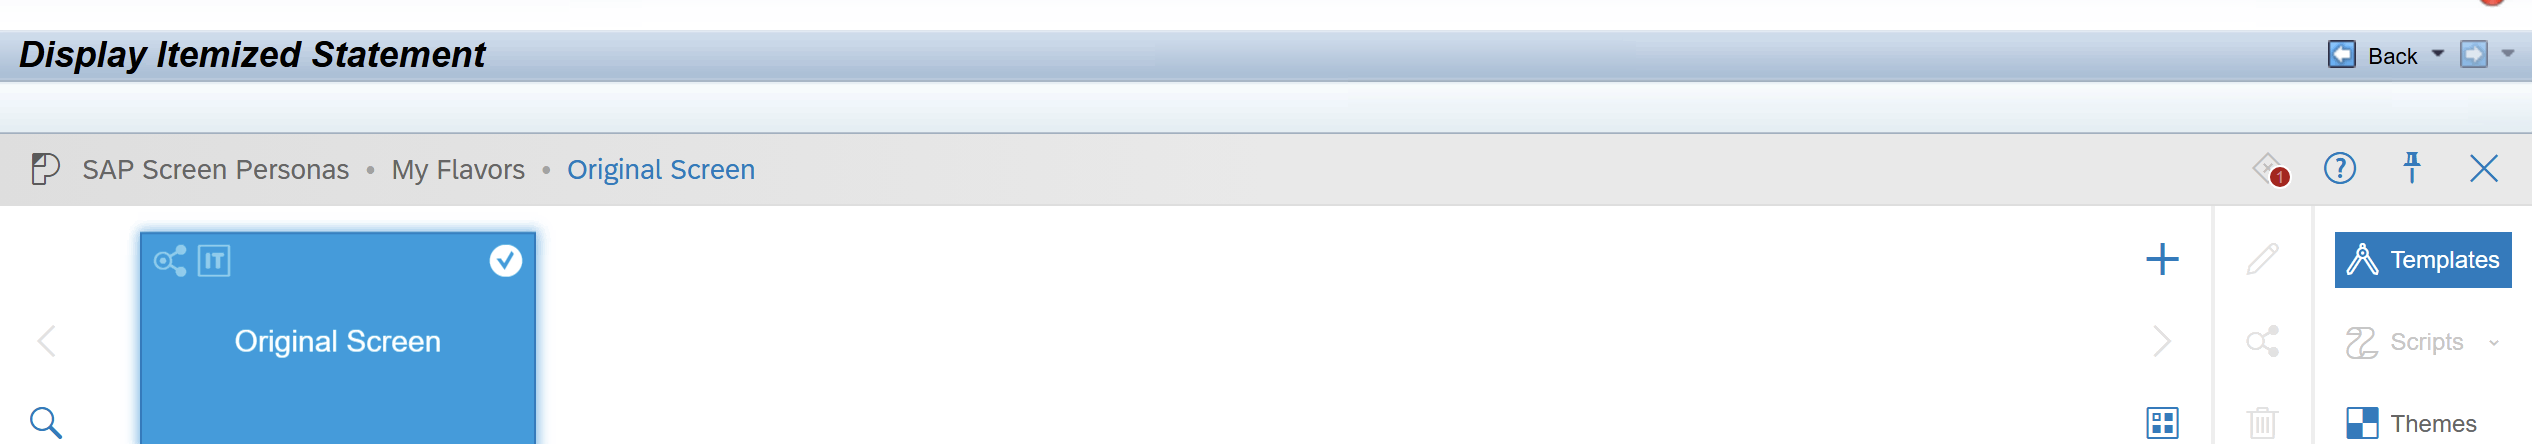 Display Itemized Statement
Back
SAP Screen Personas • My Flavors • Original Screen
1
?
IT
Original Screen
Templates
Scripts
Themes